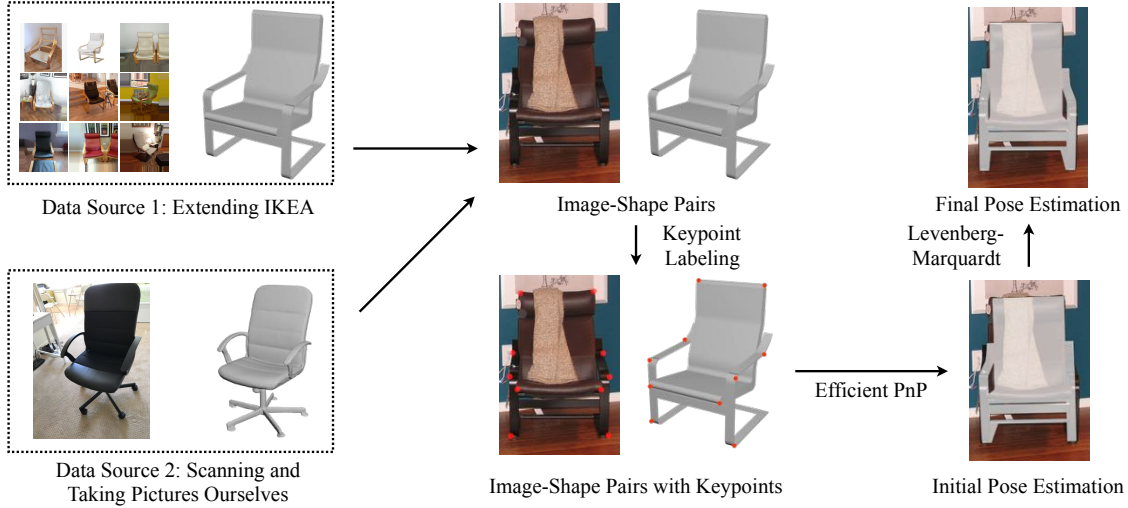 Data Source 1: Extending IKEA
Image-Shape Pairs
Final Pose Estimation
Keypoint
Labeling
Levenberg-
Marquardt
Efficient PnP
Data Source 2: Scanning and
Taking Pictures Ourselves
Image-Shape Pairs with Keypoints
Initial Pose Estimation